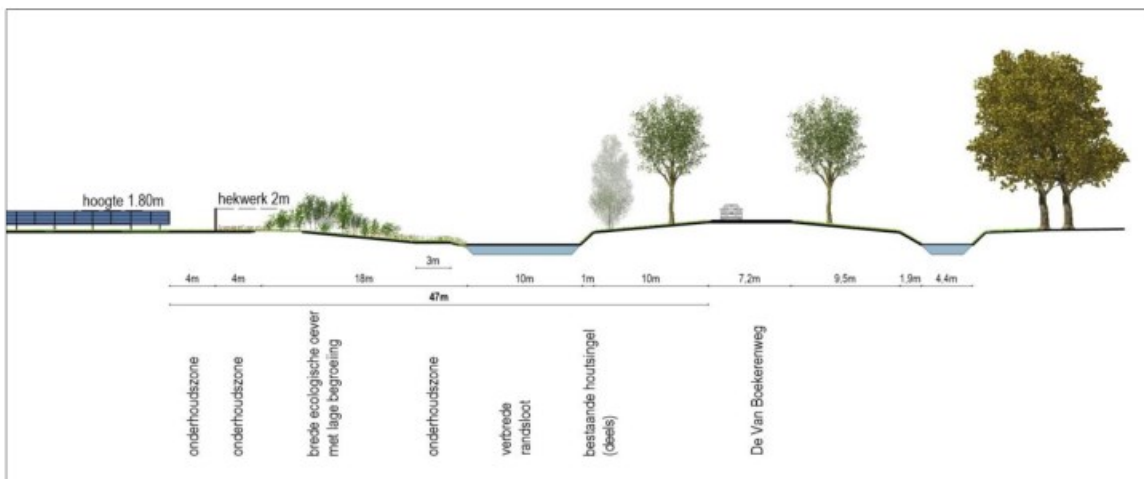 hoogte 1.80m
hekwerk 2m
3m
4m
4m
18m
10m
1m
10m
7,2m
9,5m
1,9m
4,4m
47m
onderhoudszone
onderhoudszone
brede ecologische oever
met lage begroeiing
onderhoudszone
verbrede
randsloot
bestaande houtsingel
(deels)
De Van Boekerenweg